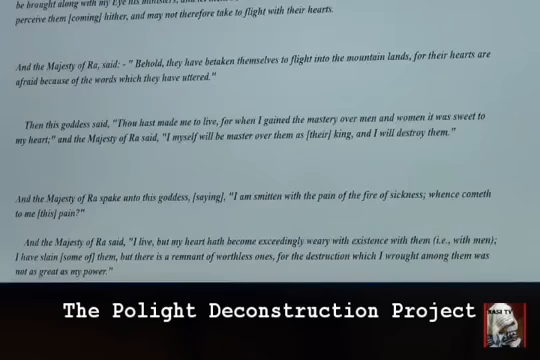 be brought along with my Eye his ministers, and let them
perceive them [coming] hither, and may not therefore take to flight with their hearts.
And the Majesty of Ra, said: - " Behold, they have betaken themselves to flight into the mountain lands, for their hearts are
afraid because of the words which they have uttered."
Then this goddess said, "Thou hast made me to live, for when I gained the mastery over men and women it was sweet to
my heart;" and the Majesty of Ra said, "I myself will be master over them as [their] king, and I will destroy them."
And the Majesty of Ra spake unto this goddess, [saying], "I am smitten with the pain of the fire of sickness; whence cometh
to me [this] pain?"
And the Majesty of Ra said, "I live, but my heart hath become exceedingly weary with existence with them (i.e., with men);
I have slain [some of] them, but there is a remnant of worthless ones, for the destruction which I wrought among them was
not as great as my power."
The Polight Deconstruction Project
RASI TV